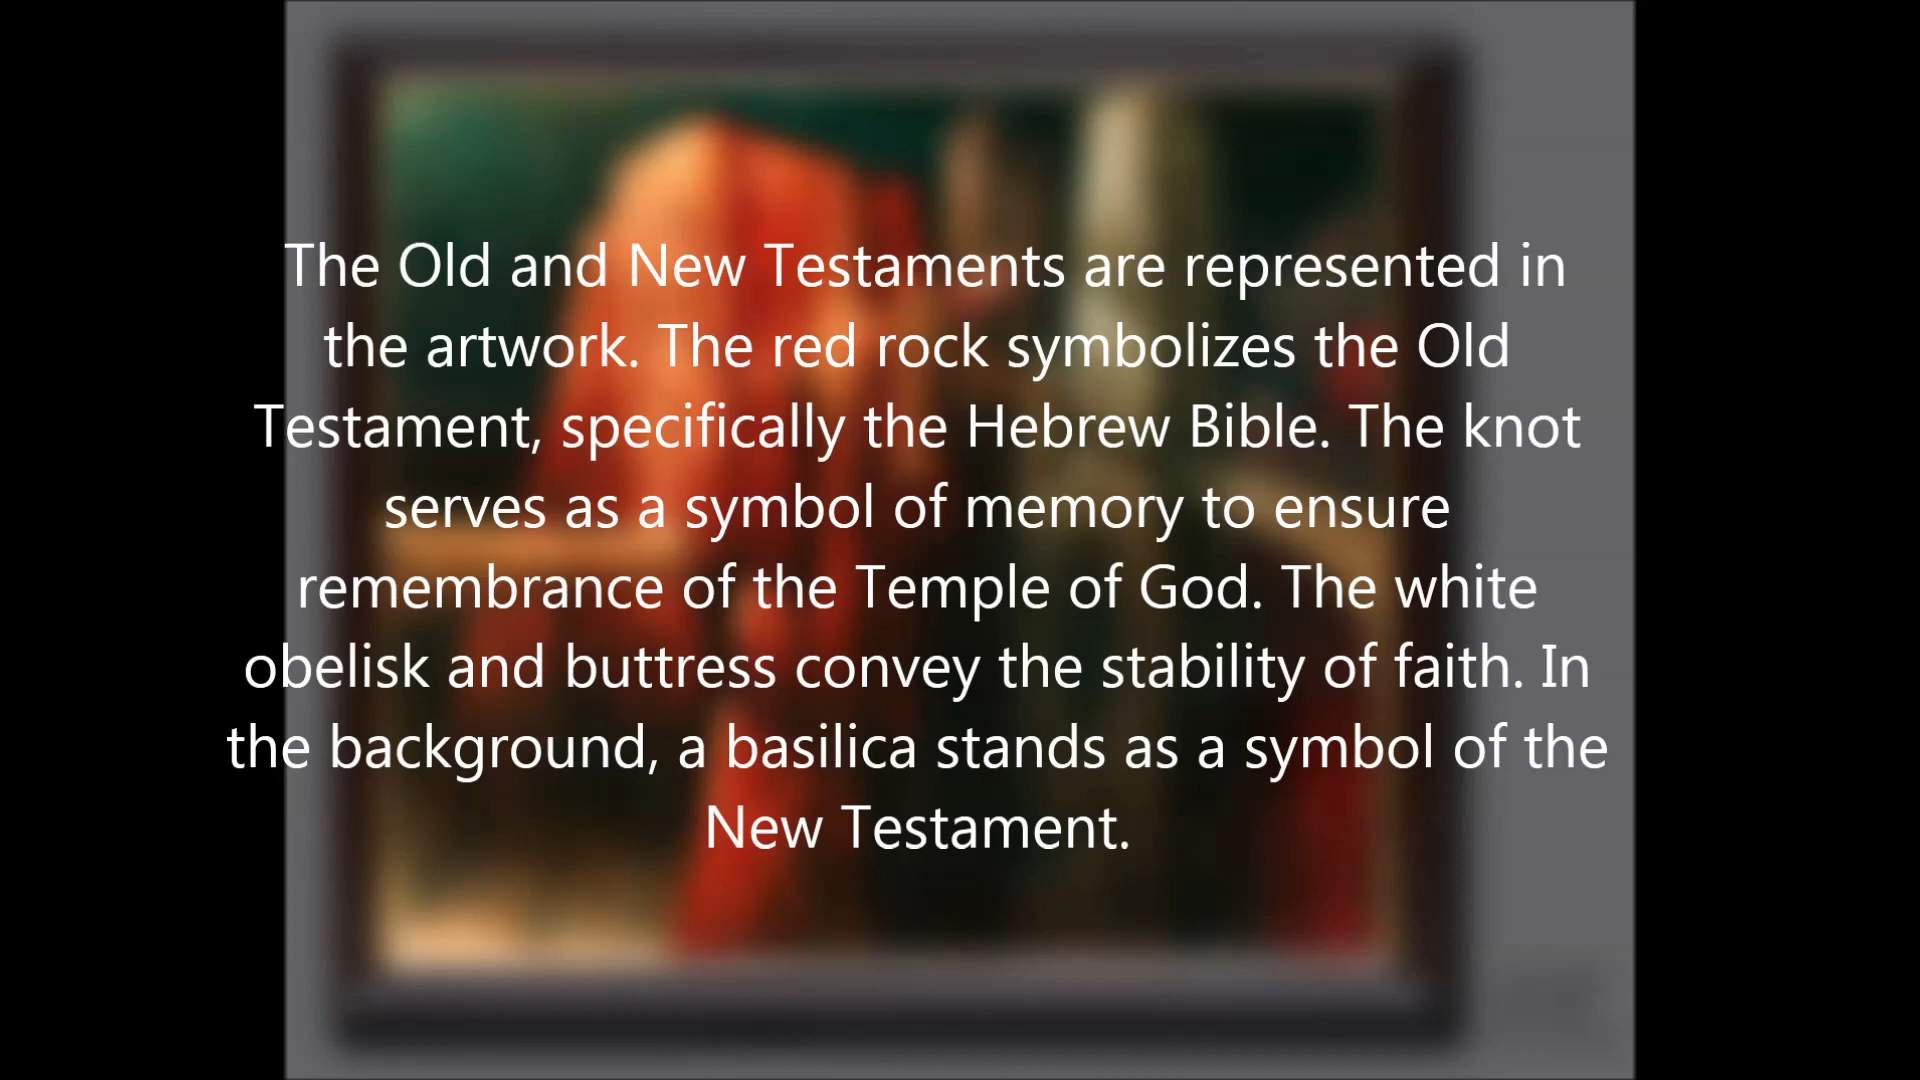 The Old and New Testaments are represented in
the artwork. The red rock symbolizes the Old
Testament, specifically the Hebrew Bible. The knot
serves as a symbol of memory to ensure
remembrance of the Temple of God. The white
obelisk and buttress convey the stability of faith. In
the background, a basilica stands as a symbol of the
New Testament.